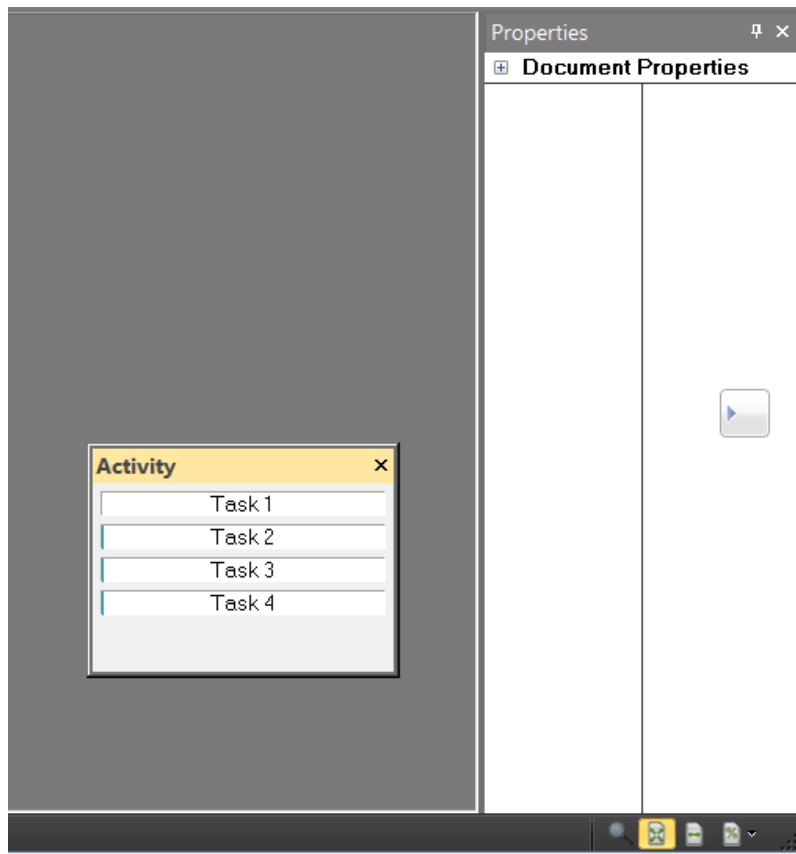 Properties
Document Properties
Activity
Task 1
Task 2
Task 3
Task 4